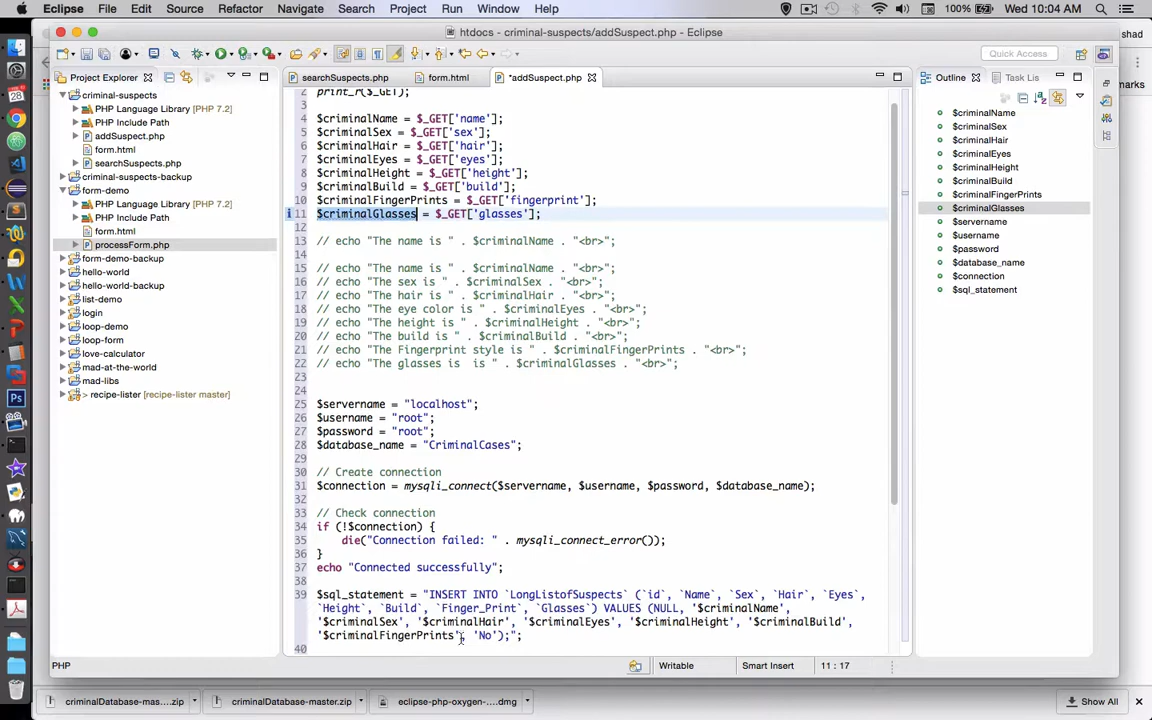 Eclipse File Edit Source Refactor Navigate Search Project Run Window Help 100% Wed 10:04 AM
htdocs - criminal-suspects/addSuspect.php - Eclipse
shad
Quick Access
Project Explorer
searchSuspects.php form.html *addSuspect.php
Outline Task Lis
marks
criminal-suspects
PHP Language Library [PHP 7.2]
PHP Include Path
addSuspect.php
form.html
searchSuspects.php
criminal-suspects-backup
form-demo
PHP Language Library [PHP 7.2]
PHP Include Path
form.html
processForm.php
form-demo-backup
hello-world
hello-world-backup
list-demo
login
loop-demo
loop-form
love-calculator
mad-at-the-world
mad-libs
> recipe-lister [recipe-lister master]
2 print_r($_GET);
3
4 $criminalName = $_GET['name'];
5 $criminalSex = $_GET['sex'];
6 $criminalHair = $_GET['hair'];
7 $criminalEyes = $_GET['eyes'];
8 $criminalHeight = $_GET['height'];
9 $criminalBuild = $_GET['build'];
10 $criminalFingerPrints = $_GET['fingerprint'];
11 $criminalGlasses = $_GET['glasses'];
12
13 // echo "The name is " . $criminalName . "<br>";
14
15 // echo "The name is " . $criminalName . "<br>";
16 // echo "The sex is " . $criminalSex . "<br>";
17 // echo "The hair is " . $criminalHair . "<br>";
18 // echo "The eye color is " . $criminalEyes . "<br>";
19 // echo "The height is " . $criminalHeight . "<br>";
20 // echo "The build is " . $criminalBuild . "<br>";
21 // echo "The Fingerprint style is " . $criminalFingerPrints . "<br>";
22 // echo "The glasses is  is " . $criminalGlasses . "<br>";
23
24
25 $servername = "localhost";
26 $username = "root";
27 $password = "root";
28 $database_name = "CriminalCases";
29
30 // Create connection
31 $connection = mysqli_connect($servername, $username, $password, $database_name);
32
33 // Check connection
34 if (!$connection) {
35 die("Connection failed: " . mysqli_connect_error());
36 }
37 echo "Connected successfully";
38
39 $sql_statement = "INSERT INTO `LongListofSuspects` (`id`, `Name`, `Sex`, `Hair`, `Eyes`,
`Height`, `Build`, `Finger_Print`, `Glasses`) VALUES (NULL, '$criminalName',
'$criminalSex', '$criminalHair', '$criminalEyes', '$criminalHeight', '$criminalBuild',
'$criminalFingerPrints', 'No');";
40
$criminalName
$criminalSex
$criminalHair
$criminalEyes
$criminalHeight
$criminalBuild
$criminalFingerPrints
$criminalGlasses
$servername
$username
$password
$database_name
$connection
$sql_statement
PHP Writable Smart Insert 11 : 17
criminalDatabase-mas....zip criminalDatabase-master.zip eclipse-php-oxygen-....dmg Show All